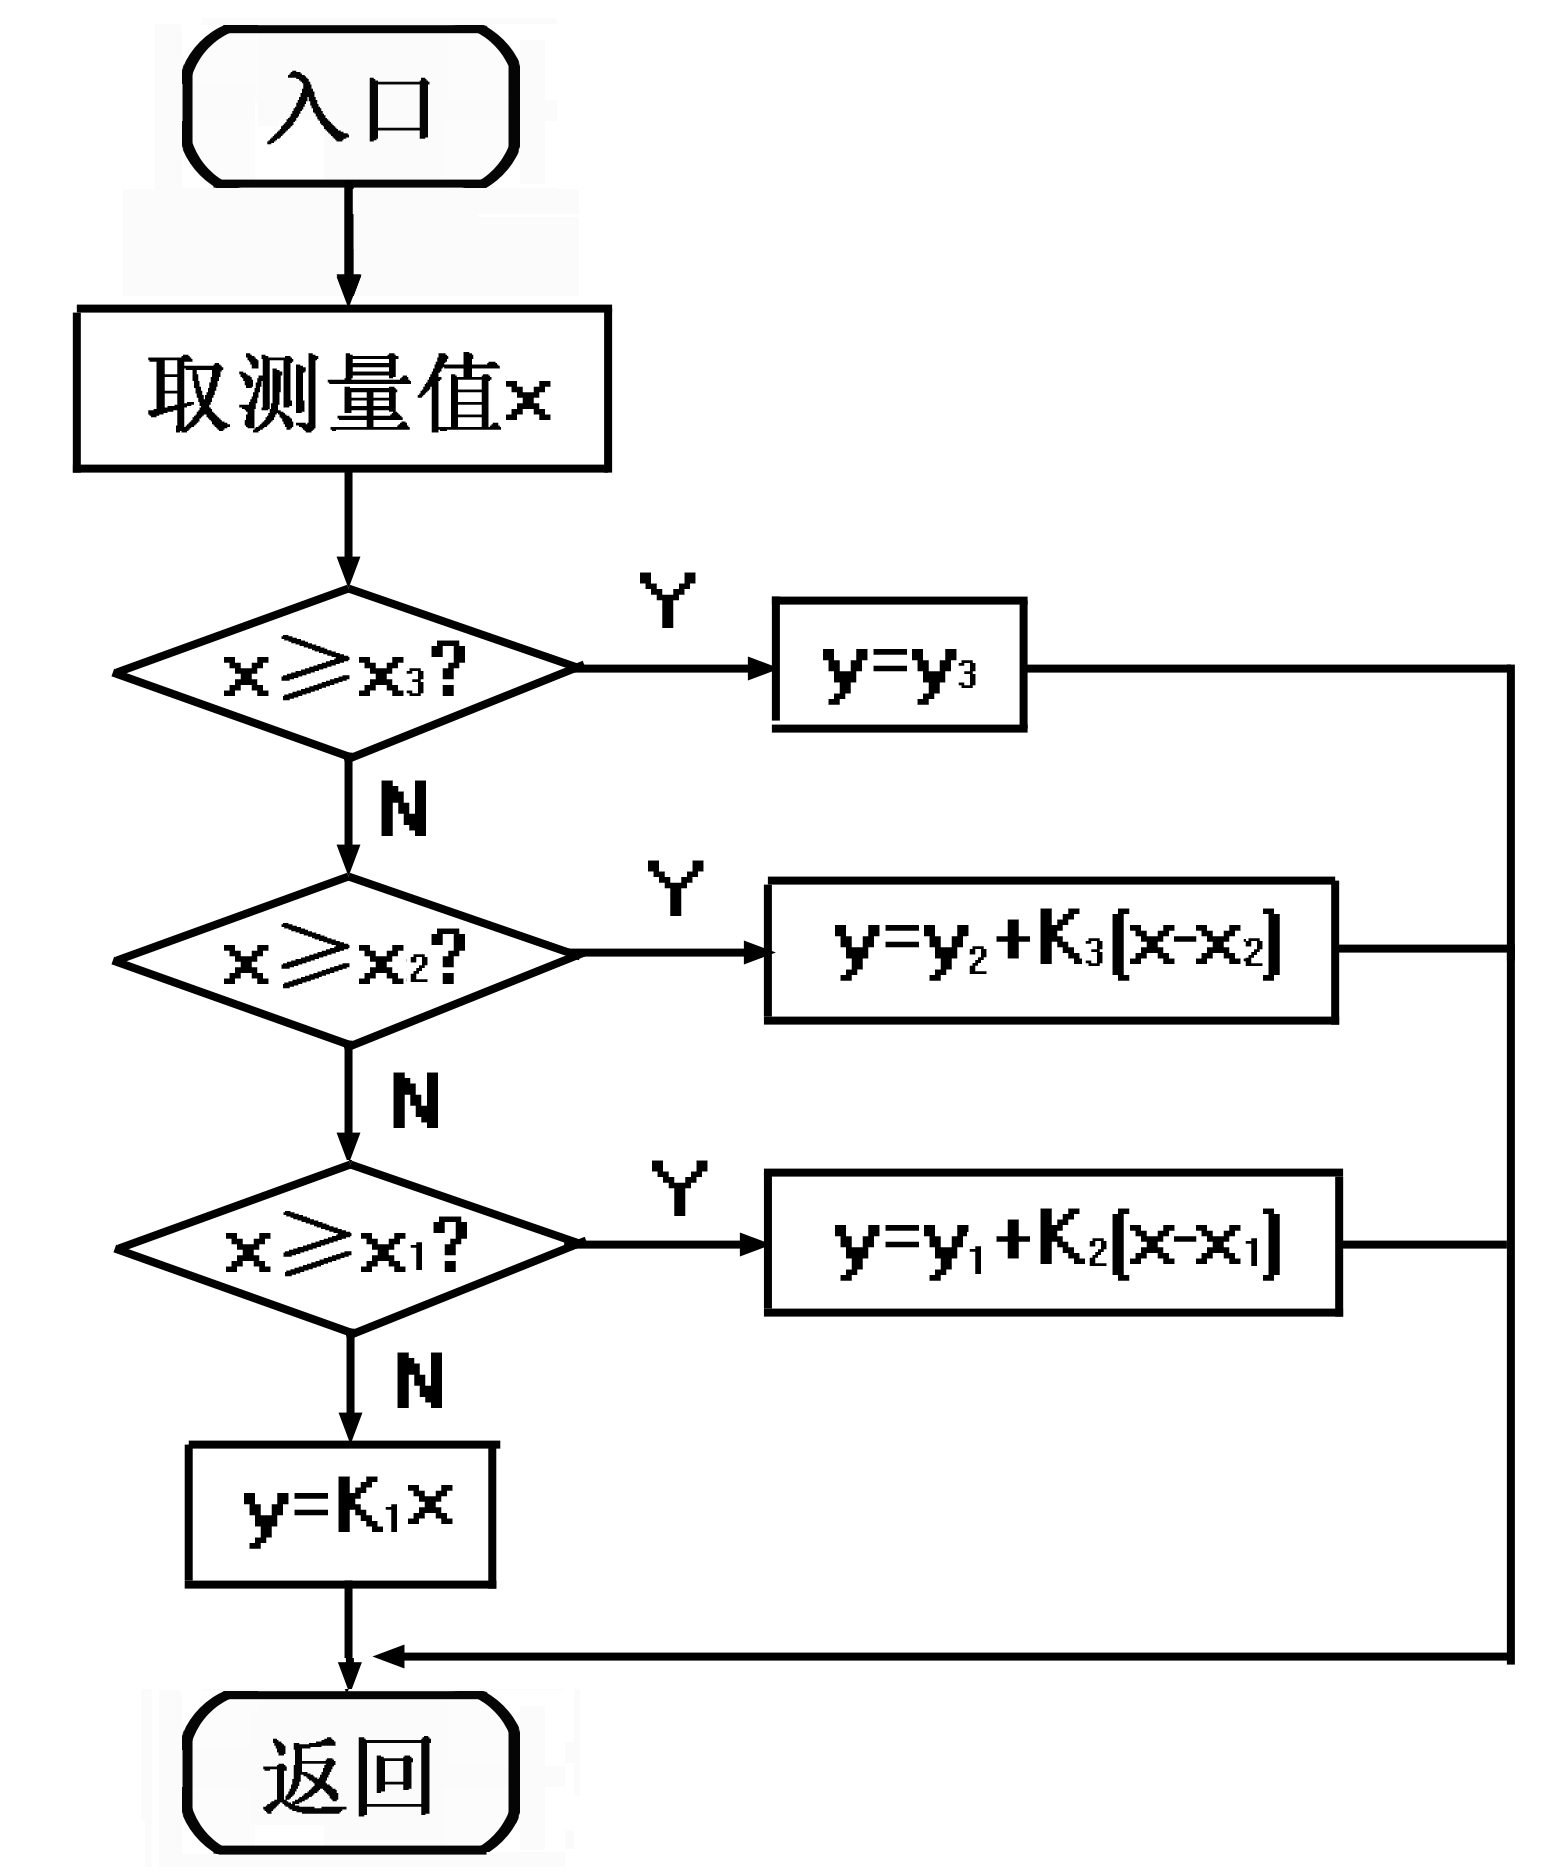 入口
取测量值x
x≥x₃?
Y
y=y₃
N
x≥x₂?
Y
y=y₂+K₃(x-x₂)
N
x≥x₁?
Y
y=y₁+K₂(x-x₁)
N
y=K₁x
返回